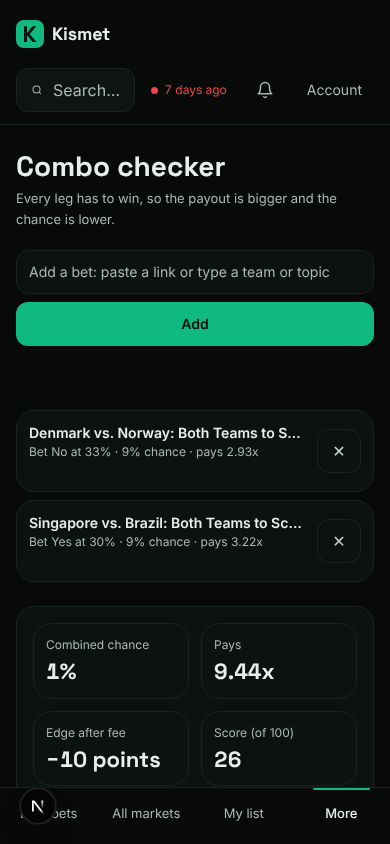 Kismet
Search...
7 days ago
Account
Combo checker
Every leg has to win, so the payout is bigger and the
chance is lower.
Add a bet: paste a link or type a team or topic
Add
Denmark vs. Norway: Both Teams to S...
Bet No at 33% · 9% chance · pays 2.93x
Singapore vs. Brazil: Both Teams to Sc...
Bet Yes at 30% · 9% chance · pays 3.22x
Combined chance
1%
Pays
9.44x
Edge after fee
−10 points
Score (of 100)
26
bets
All markets
My list
More